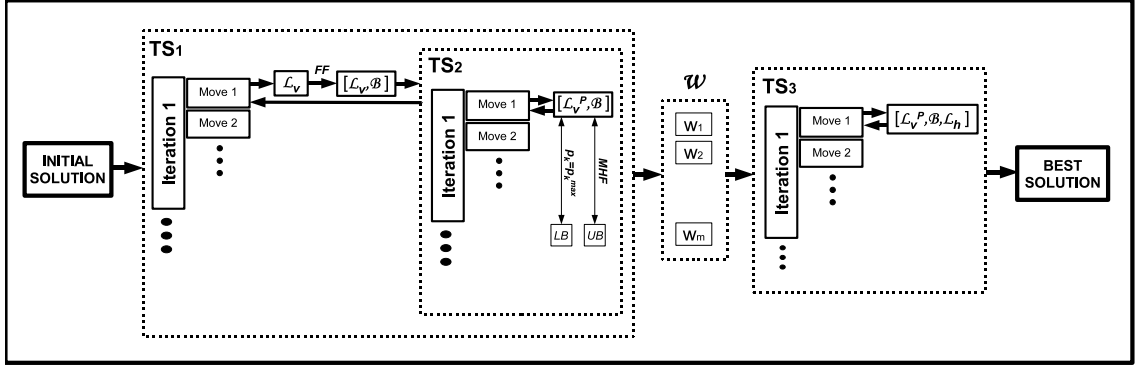 INITIAL
SOLUTION
TS1
Iteration 1
Move 1
Move 2
ℒv
FF
[ℒv,ℬ]
TS2
Iteration 1
Move 1
Move 2
[ℒvᴾ,ℬ]
pk=pk^max
MHF
LB
UB
𝒲
W1
W2
Wm
TS3
Iteration 1
Move 1
Move 2
[ℒvᴾ,ℬ,ℒh]
BEST
SOLUTION